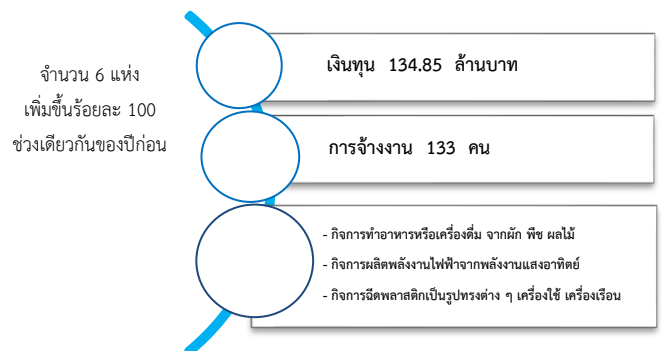 จำนวน 6 แห่ง
เพิ่มขึ้นร้อยละ 100
ช่วงเดียวกันของปีก่อน
เงินทุน 134.85 ล้านบาท
การจ้างงาน 133 คน
- กิจการทำอาหารหรือเครื่องดื่ม จากผัก พืช ผลไม้
- กิจการผลิตพลังงานไฟฟ้าจากพลังงานแสงอาทิตย์
- กิจการฉีดพลาสติกเป็นรูปทรงต่าง ๆ เครื่องใช้ เครื่องเรือน